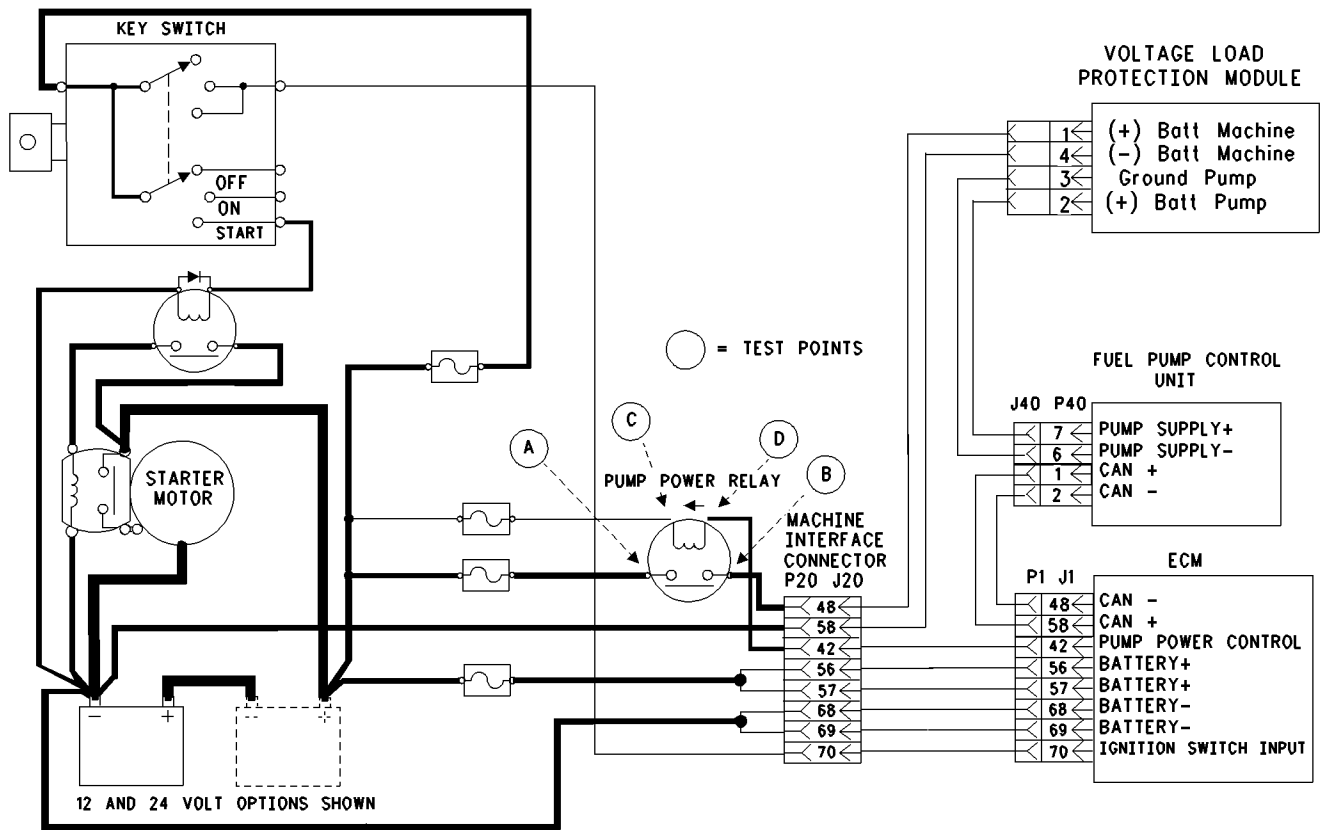 KEY SWITCH
OFF
ON
START
VOLTAGE LOAD
PROTECTION MODULE
1 (+) Batt Machine
4 (-) Batt Machine
3 Ground Pump
2 (+) Batt Pump
= TEST POINTS
FUEL PUMP CONTROL
UNIT
J40 P40
7 PUMP SUPPLY+
6 PUMP SUPPLY-
1 CAN +
2 CAN -
STARTER
MOTOR
A
C
D
B
PUMP POWER RELAY
MACHINE
INTERFACE
CONNECTOR
P20 J20
48
58
42
56
57
68
69
70
ECM
P1 J1
48 CAN -
58 CAN +
42 PUMP POWER CONTROL
56 BATTERY+
57 BATTERY+
68 BATTERY-
69 BATTERY-
70 IGNITION SWITCH INPUT
- + -- +
12 AND 24 VOLT OPTIONS SHOWN